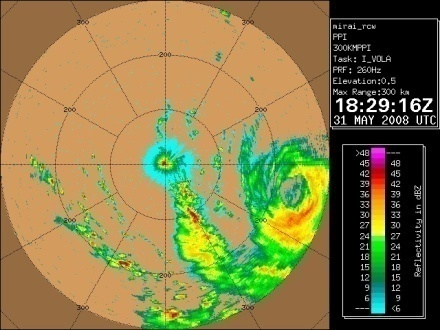 mirai_rcw
PPI
300KMPPI
Task: I_VOLA
PRF: 260Hz
Elevation:0.5
Max Range:300 km
18:29:16Z
31 MAY 2008 UTC
300 300
200 200
200
300 300
>48 ---
45 45
42 42
39 39
36 36
33 33
30 30
27 27
24 24
21 21
18 18
15 15
12 12
9 9
6 6
--- <6
Reflectivity in dBZ